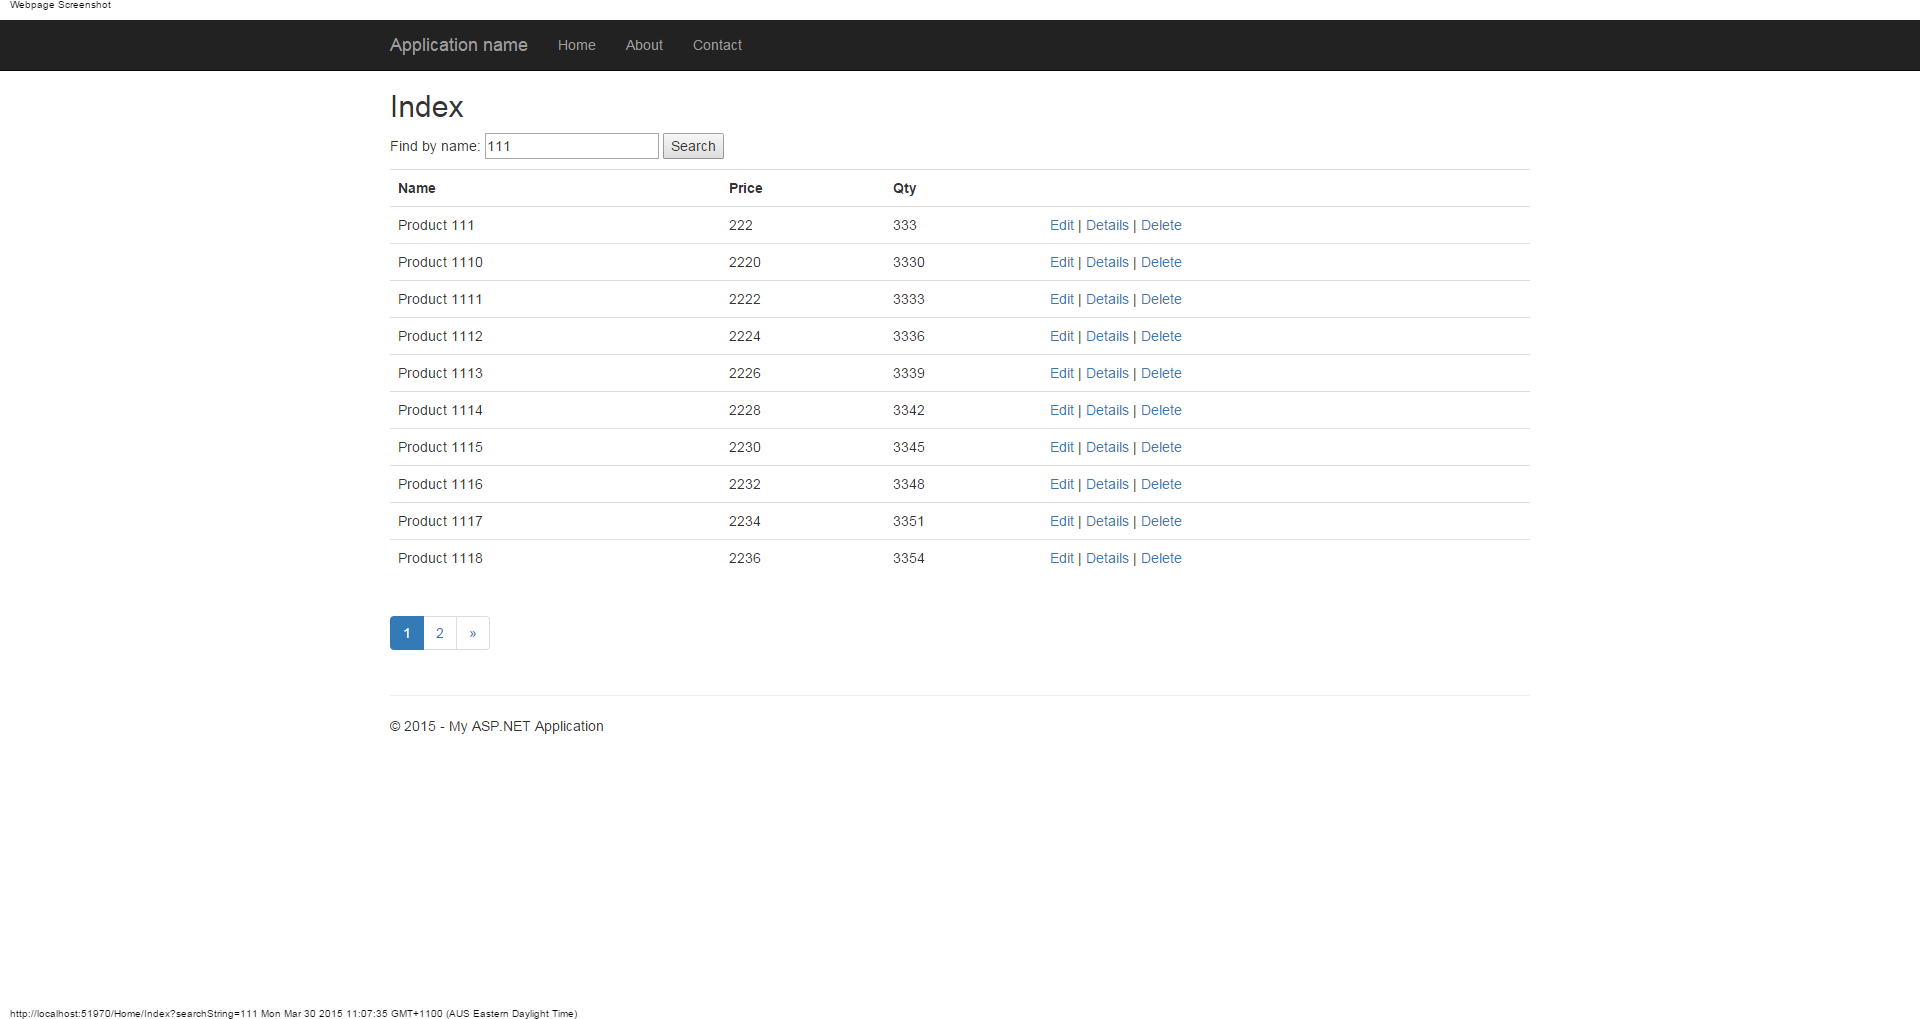 Webpage Screenshot
Application name Home About Contact
Index
Find by name: 111 Search
Name Price Qty
Product 111 222 333 Edit | Details | Delete
Product 1110 2220 3330 Edit | Details | Delete
Product 1111 2222 3333 Edit | Details | Delete
Product 1112 2224 3336 Edit | Details | Delete
Product 1113 2226 3339 Edit | Details | Delete
Product 1114 2228 3342 Edit | Details | Delete
Product 1115 2230 3345 Edit | Details | Delete
Product 1116 2232 3348 Edit | Details | Delete
Product 1117 2234 3351 Edit | Details | Delete
Product 1118 2236 3354 Edit | Details | Delete
1 2 »
© 2015 - My ASP.NET Application
http://localhost:51970/Home/Index?searchString=111 Mon Mar 30 2015 11:07:35 GMT+1100 (AUS Eastern Daylight Time)